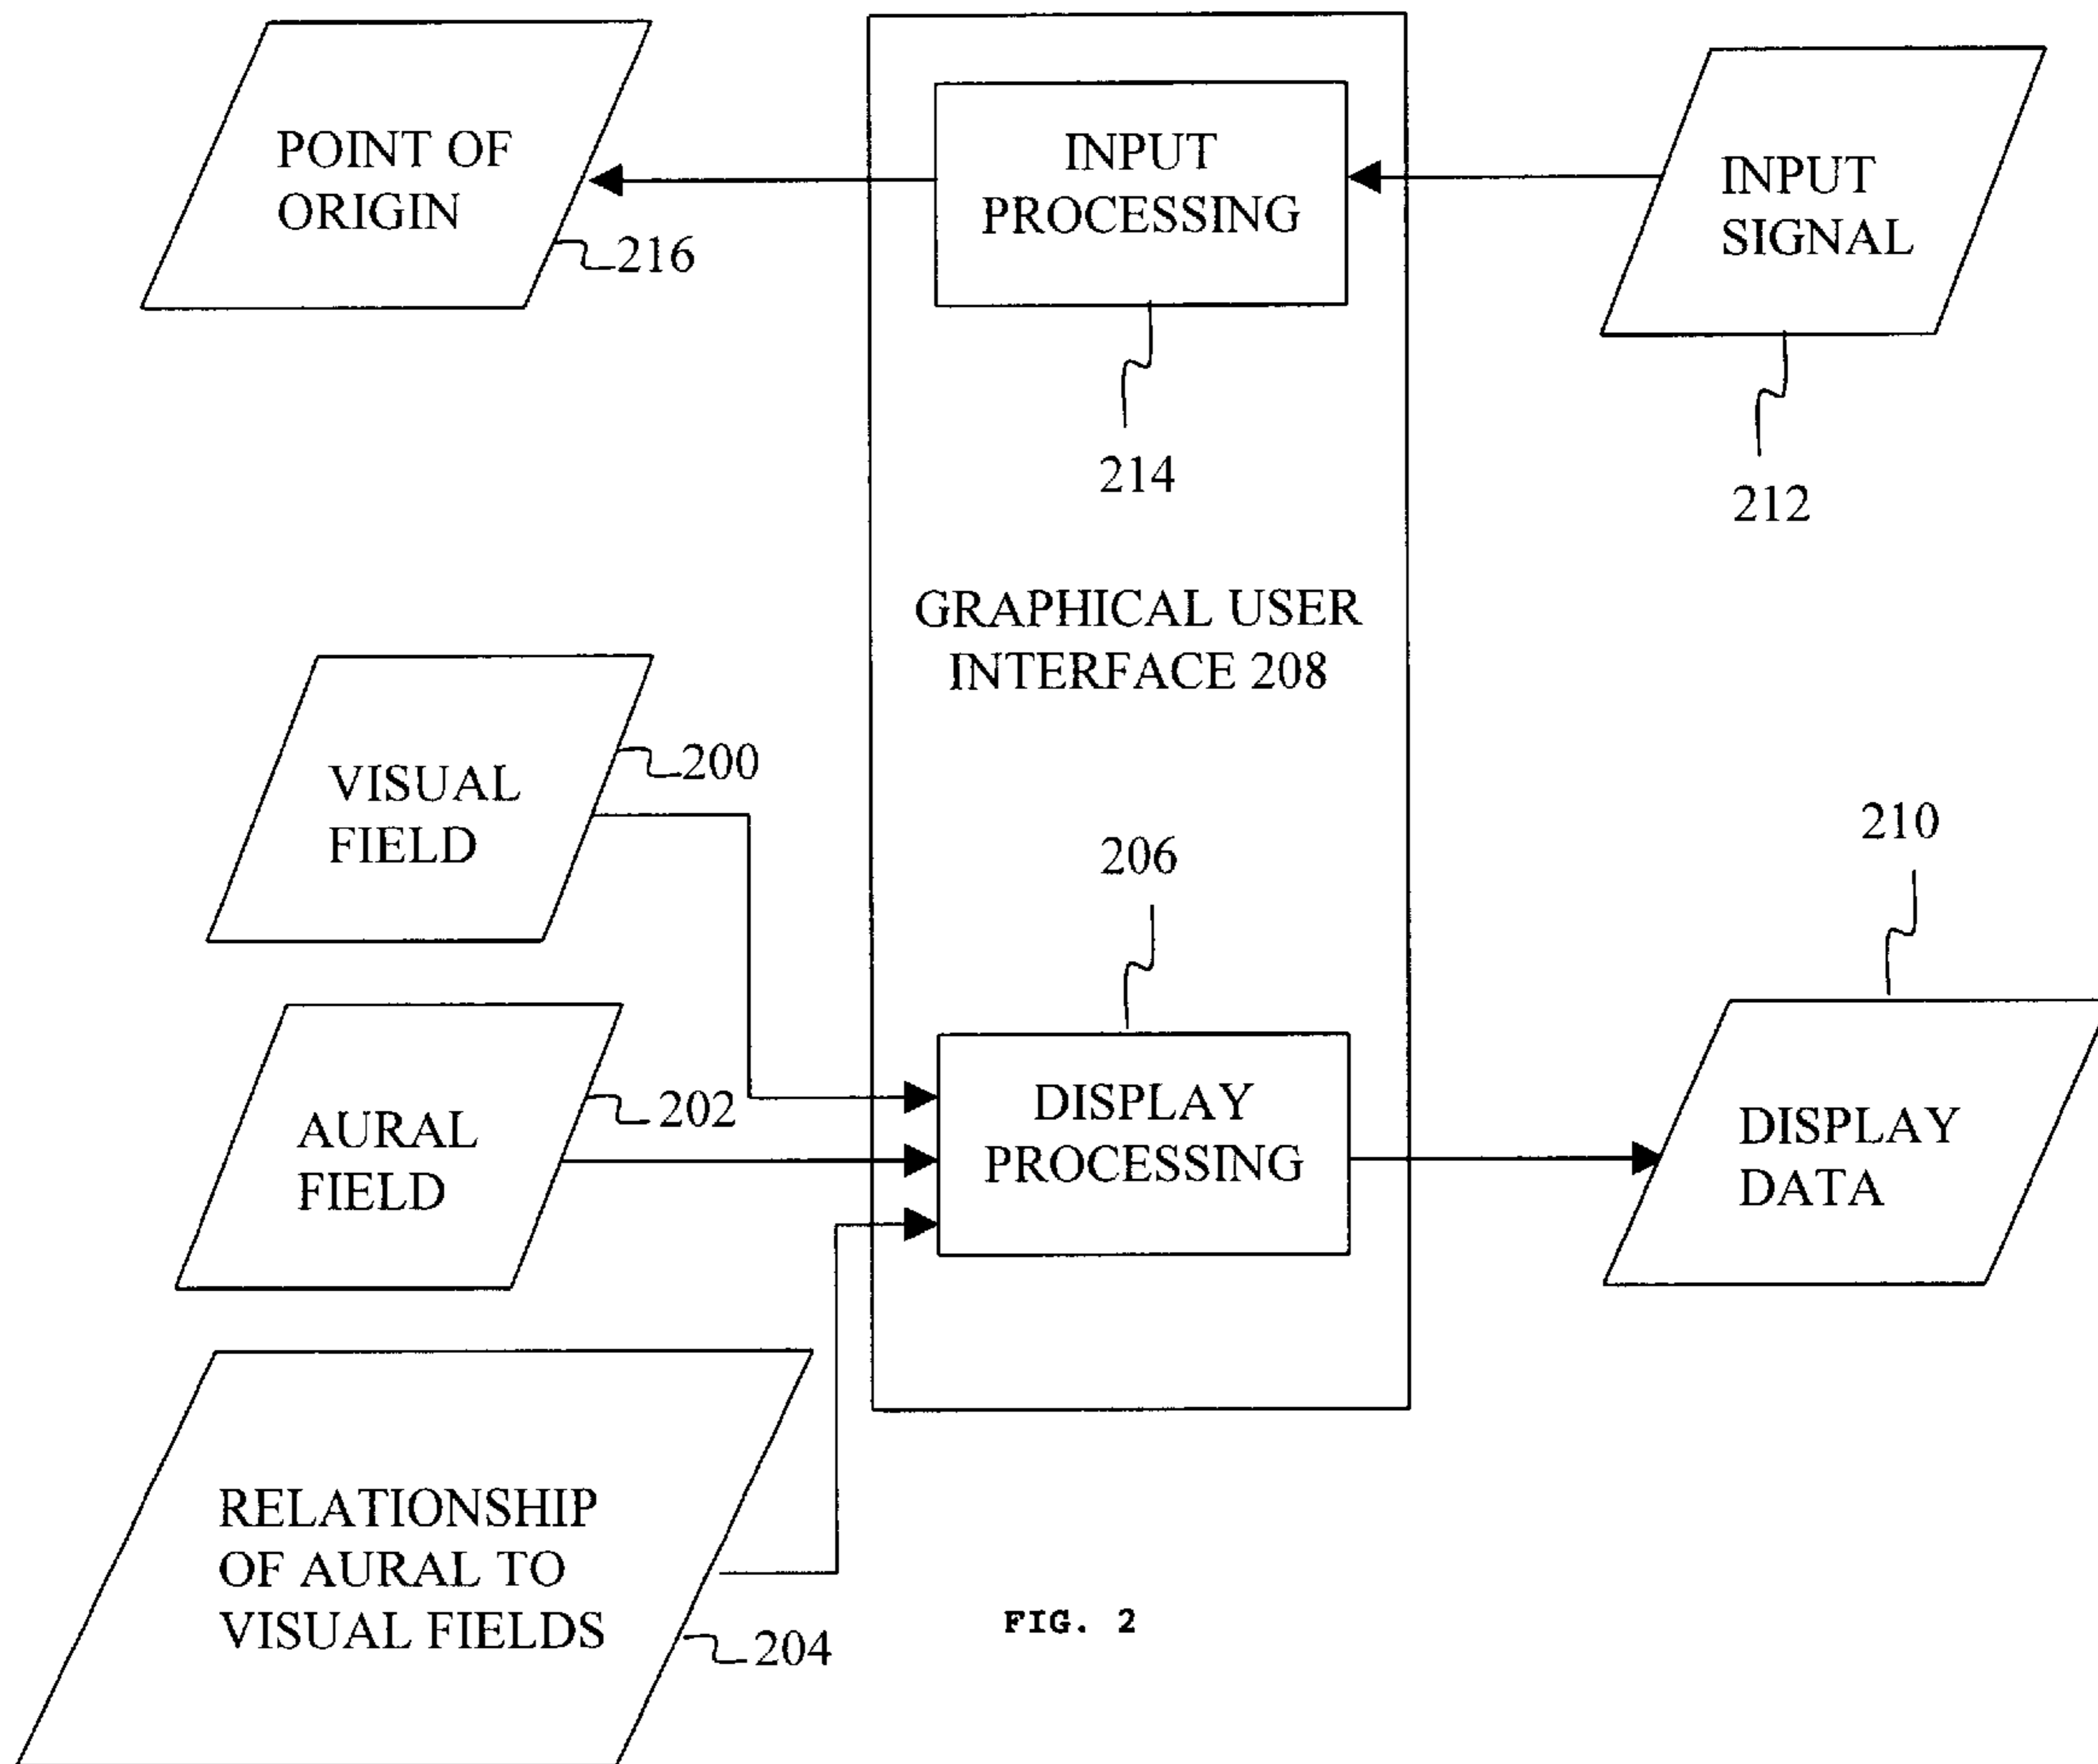 POINT OF
ORIGIN
216
INPUT
PROCESSING
214
INPUT
SIGNAL
212
GRAPHICAL USER
INTERFACE 208
VISUAL
FIELD
200
206
210
AURAL
FIELD
202
DISPLAY
PROCESSING
DISPLAY
DATA
RELATIONSHIP
OF AURAL TO
VISUAL FIELDS
204
FIG. 2